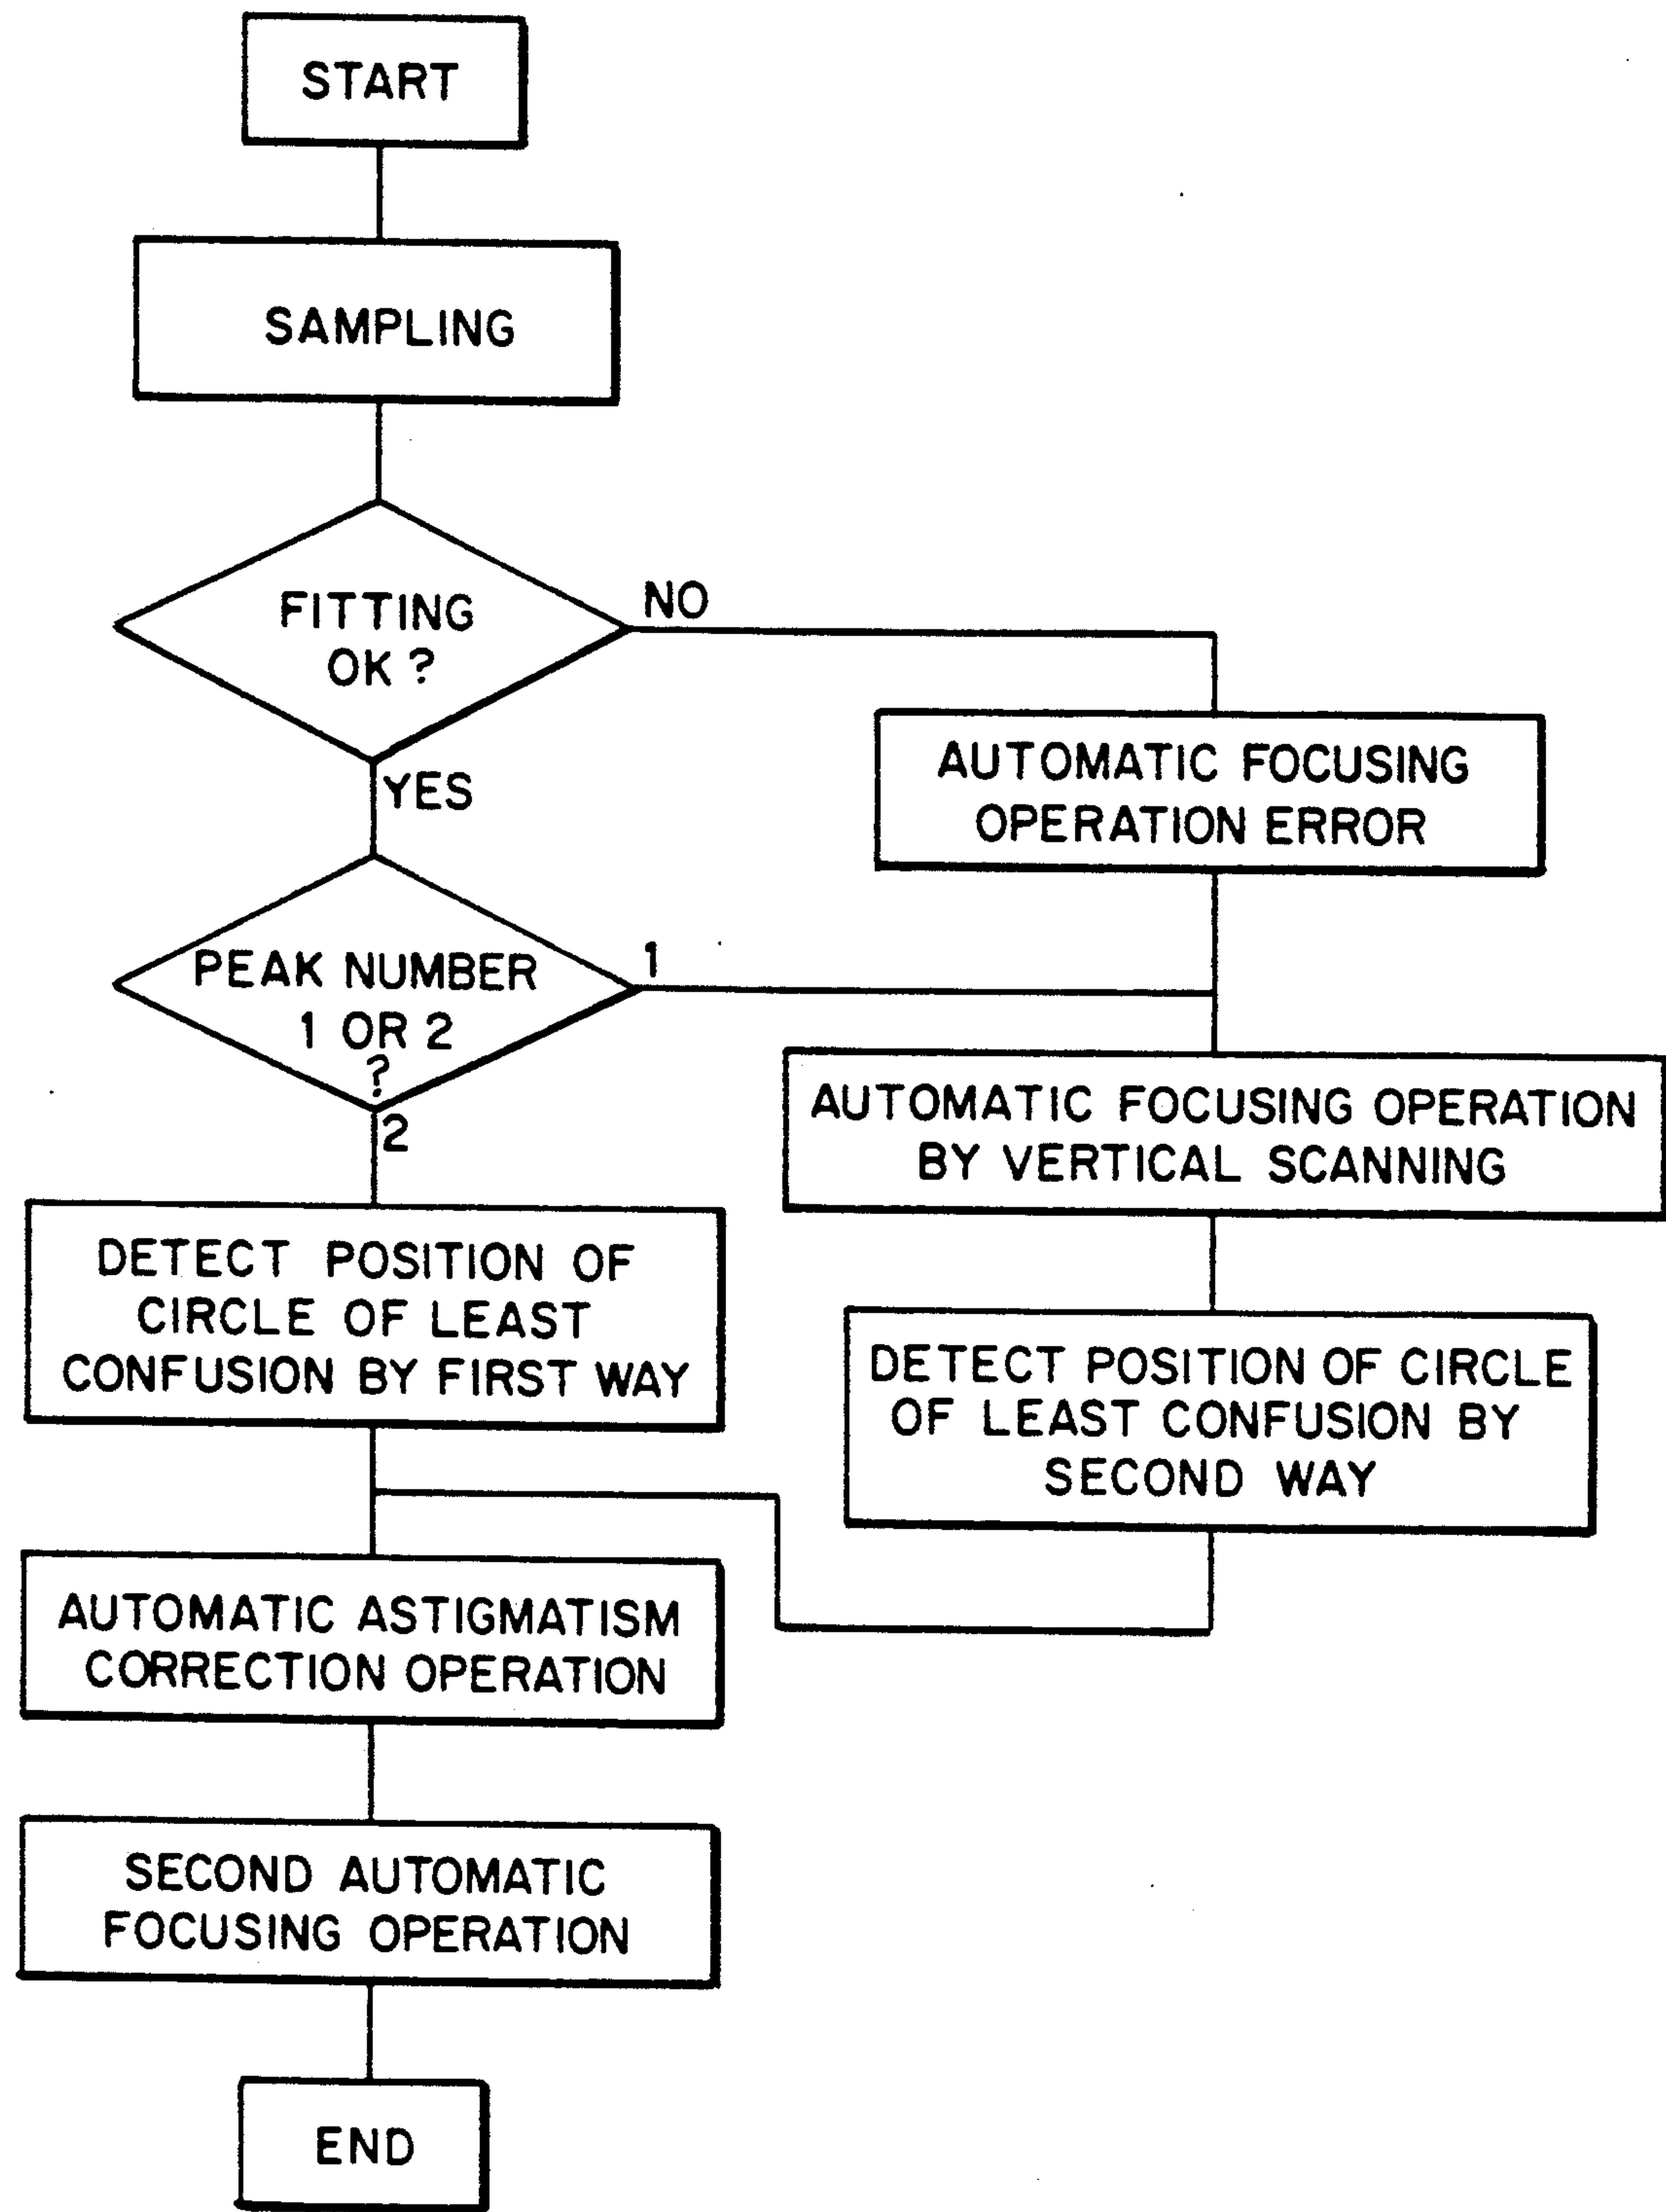 START
SAMPLING
FITTING
OK ?
NO
YES
AUTOMATIC FOCUSING
OPERATION ERROR
PEAK NUMBER
1 OR 2
?
1
2
AUTOMATIC FOCUSING OPERATION
BY VERTICAL SCANNING
DETECT POSITION OF
CIRCLE OF LEAST
CONFUSION BY FIRST WAY
DETECT POSITION OF CIRCLE
OF LEAST CONFUSION BY
SECOND WAY
AUTOMATIC ASTIGMATISM
CORRECTION OPERATION
SECOND AUTOMATIC
FOCUSING OPERATION
END